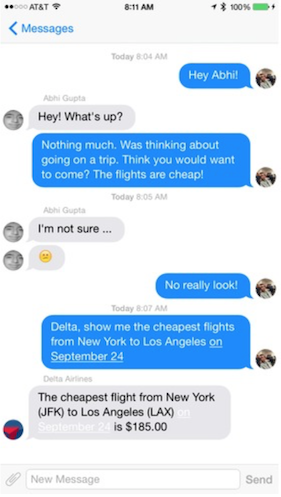 AT&T 8:11 AM 100%
Messages
Today 8:04 AM
Hey Abhi!
Abhi Gupta
Hey! What's up?
Nothing much. Was thinking about
going on a trip. Think you would want
to come? The flights are cheap!
Today 8:05 AM
Abhi Gupta
I'm not sure ...
😕
No really look!
Today 8:07 AM
Delta, show me the cheapest flights
from New York to Los Angeles on
September 24
Delta Airlines
The cheapest flight from New York
(JFK) to Los Angeles (LAX) on
September 24 is $185.00
New Message
Send